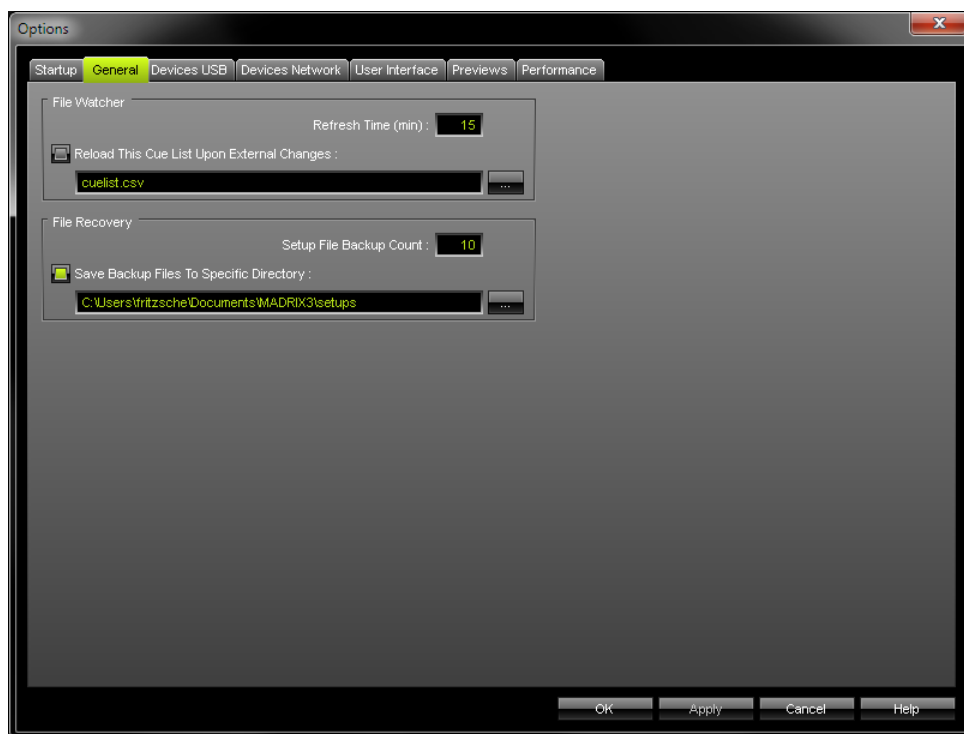 Options
x
Startup General Devices USB Devices Network User Interface Previews Performance
File Watcher
Refresh Time (min) : 15
Reload This Cue List Upon External Changes :
cuelist.csv ...
File Recovery
Setup File Backup Count : 10
Save Backup Files To Specific Directory :
C:\Users\fritzsche\Documents\MADRIX3\setups ...
OK Apply Cancel Help